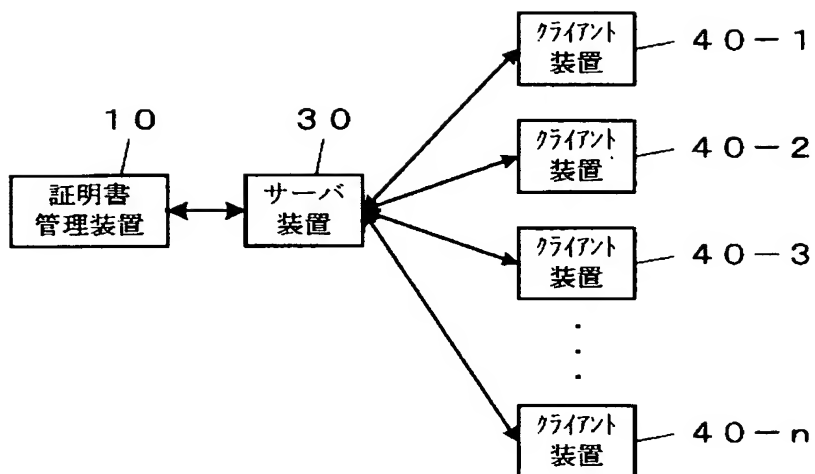 クライアント
装置
40-1
10
30
クライアント
装置
40-2
証明書
管理装置
サーバ
装置
クライアント
装置
40-3
クライアント
装置
40-n